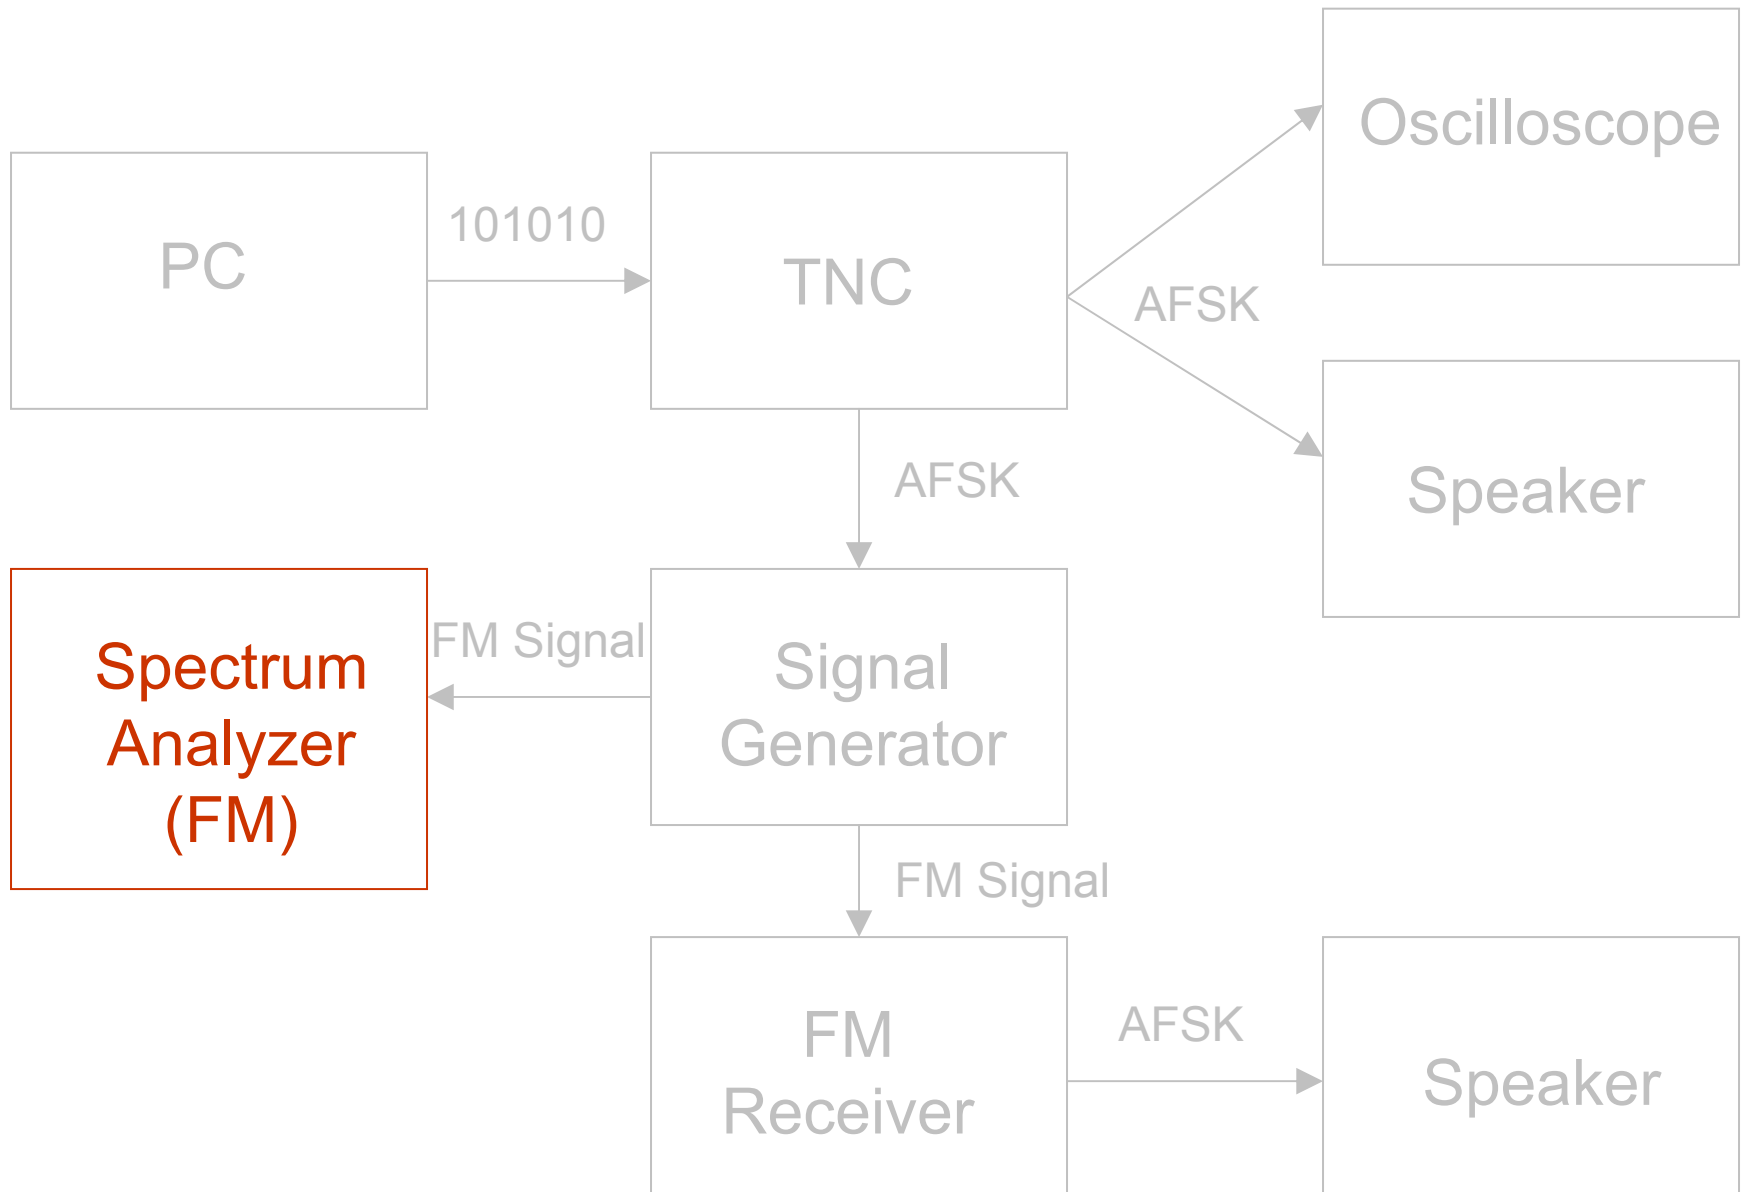 Oscilloscope
PC
101010
TNC
AFSK
Speaker
AFSK
Spectrum
Analyzer
(FM)
FM Signal
Signal
Generator
FM Signal
FM
Receiver
AFSK
Speaker